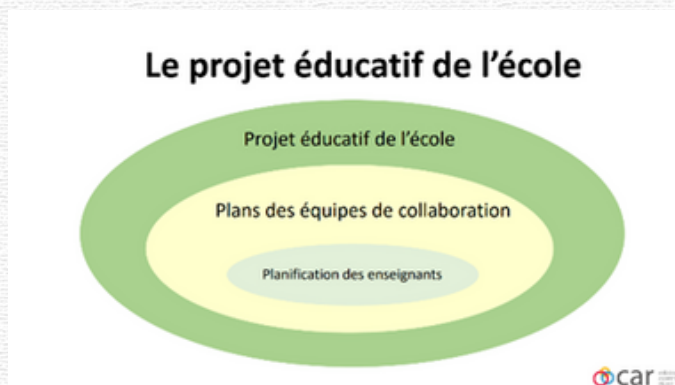 Le projet éducatif de l'école
Projet éducatif de l'école
Plans des équipes de collaboration
Planification des enseignants
car